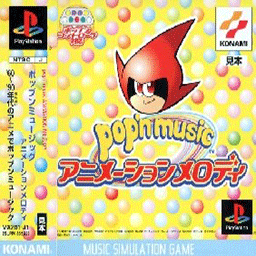 PlayStation
NTSC J
ポップンミュージック アニメーションメロディ
'60〜'90年代のアニメでポップンミュージック
見本
KONAMI
見本
pop'n music
アニメーションメロディ
PlayStation
KONAMI
MUSIC SIMULATION GAME